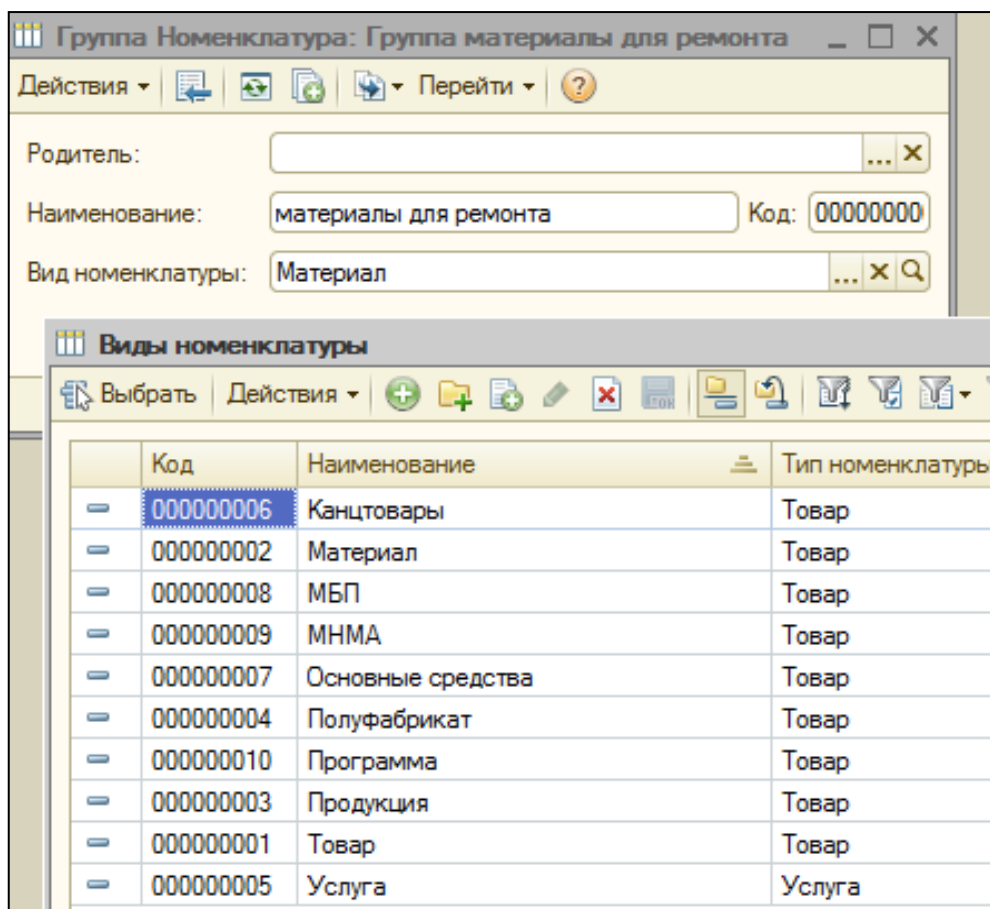 Группа Номенклатура: Группа материалы для ремонта
Действия Перейти
Родитель:
Наименование: материалы для ремонта Код: 00000000
Вид номенклатуры: Материал
Виды номенклатуры
Выбрать Действия
Код Наименование Тип номенклатуры
000000006 Канцтовары Товар
000000002 Материал Товар
000000008 МБП Товар
000000009 МНМА Товар
000000007 Основные средства Товар
000000004 Полуфабрикат Товар
000000010 Программа Товар
000000003 Продукция Товар
000000001 Товар Товар
000000005 Услуга Услуга